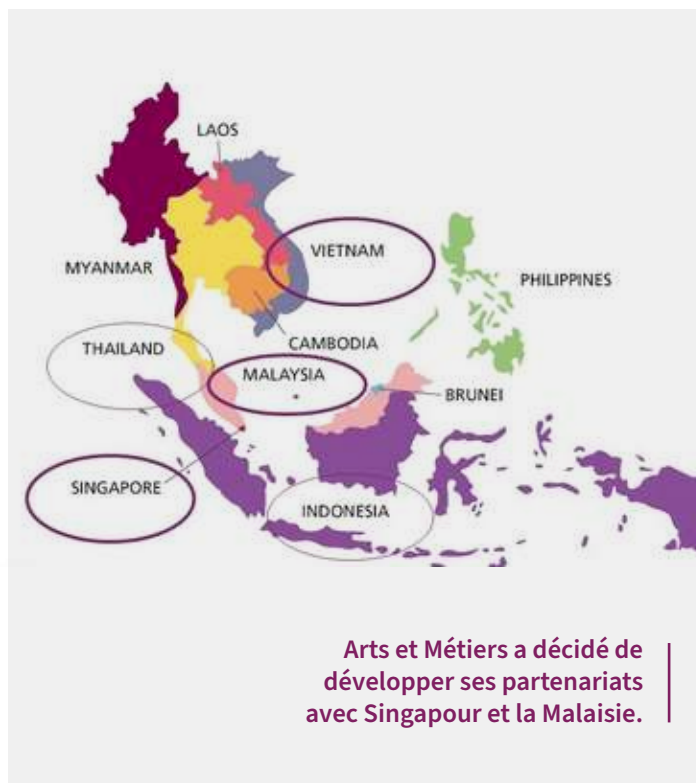 LAOS
VIETNAM
MYANMAR
PHILIPPINES
THAILAND
CAMBODIA
MALAYSIA
BRUNEI
SINGAPORE
INDONESIA
Arts et Métiers a décidé de
développer ses partenariats
avec Singapour et la Malaisie.